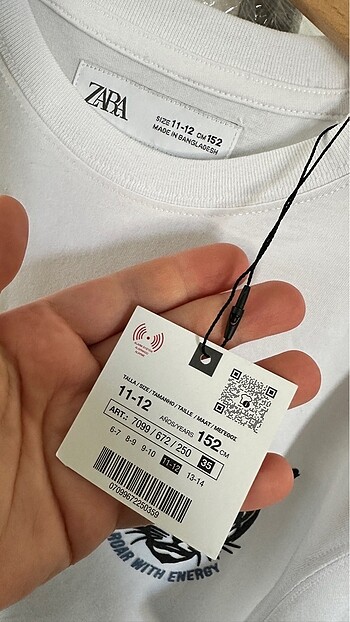 ZARA
SIZE 11-12 CM 152
MADE IN BANGLADESH
TALLA / SIZE / TAMANHO / TAILLE / MAAT / ΜΕΓΕΘΟΣ
11-12 AÑOS/YEARS 152 CM
ART.: 7099 / 672 / 250 35
6-7 8-9 9-10 11-12 13-14
07099672250359
ROAR WITH ENERGY